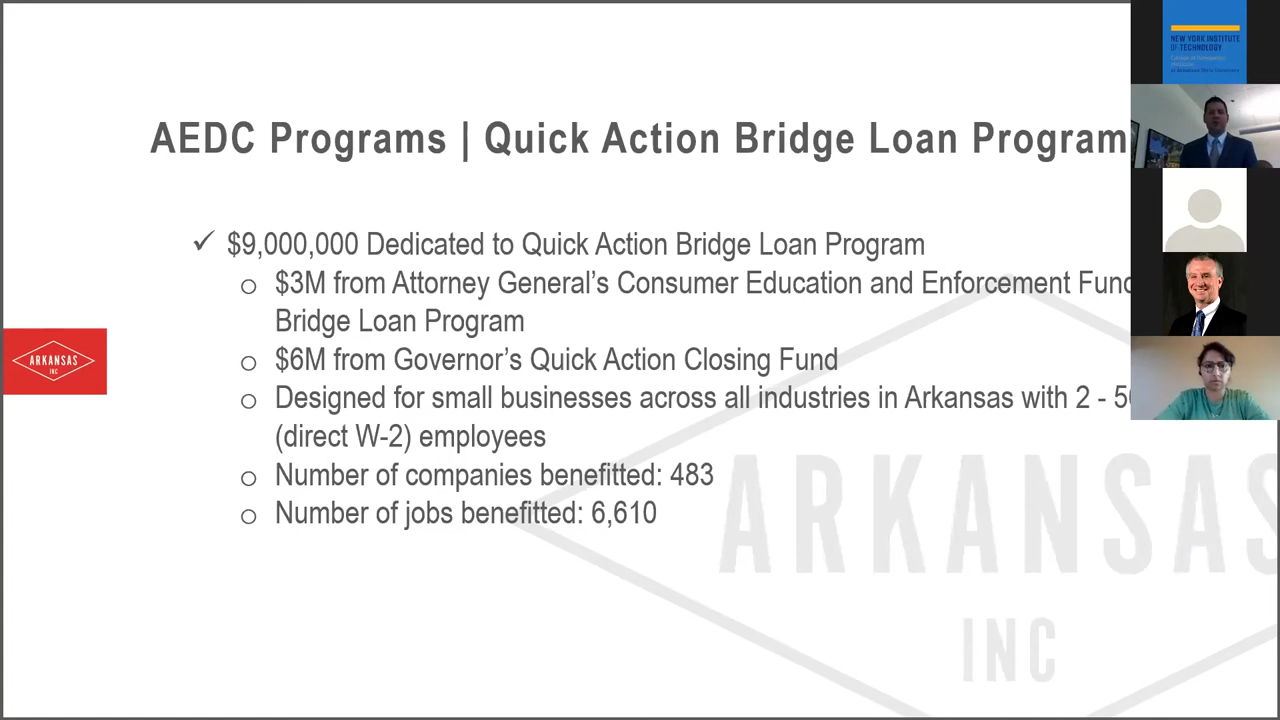 AEDC Programs | Quick Action Bridge Loan Program
✓ $9,000,000 Dedicated to Quick Action Bridge Loan Program
o $3M from Attorney General's Consumer Education and Enforcement
Bridge Loan Program
o $6M from Governor's Quick Action Closing Fund
o Designed for small businesses across all industries in Arkansas with 2 -
(direct W-2) employees
o Number of companies benefitted: 483
o Number of jobs benefitted: 6,610
ARKANSAS
INC
ARKANSAS
INC
NEW YORK INSTITUTE
OF TECHNOLOGY